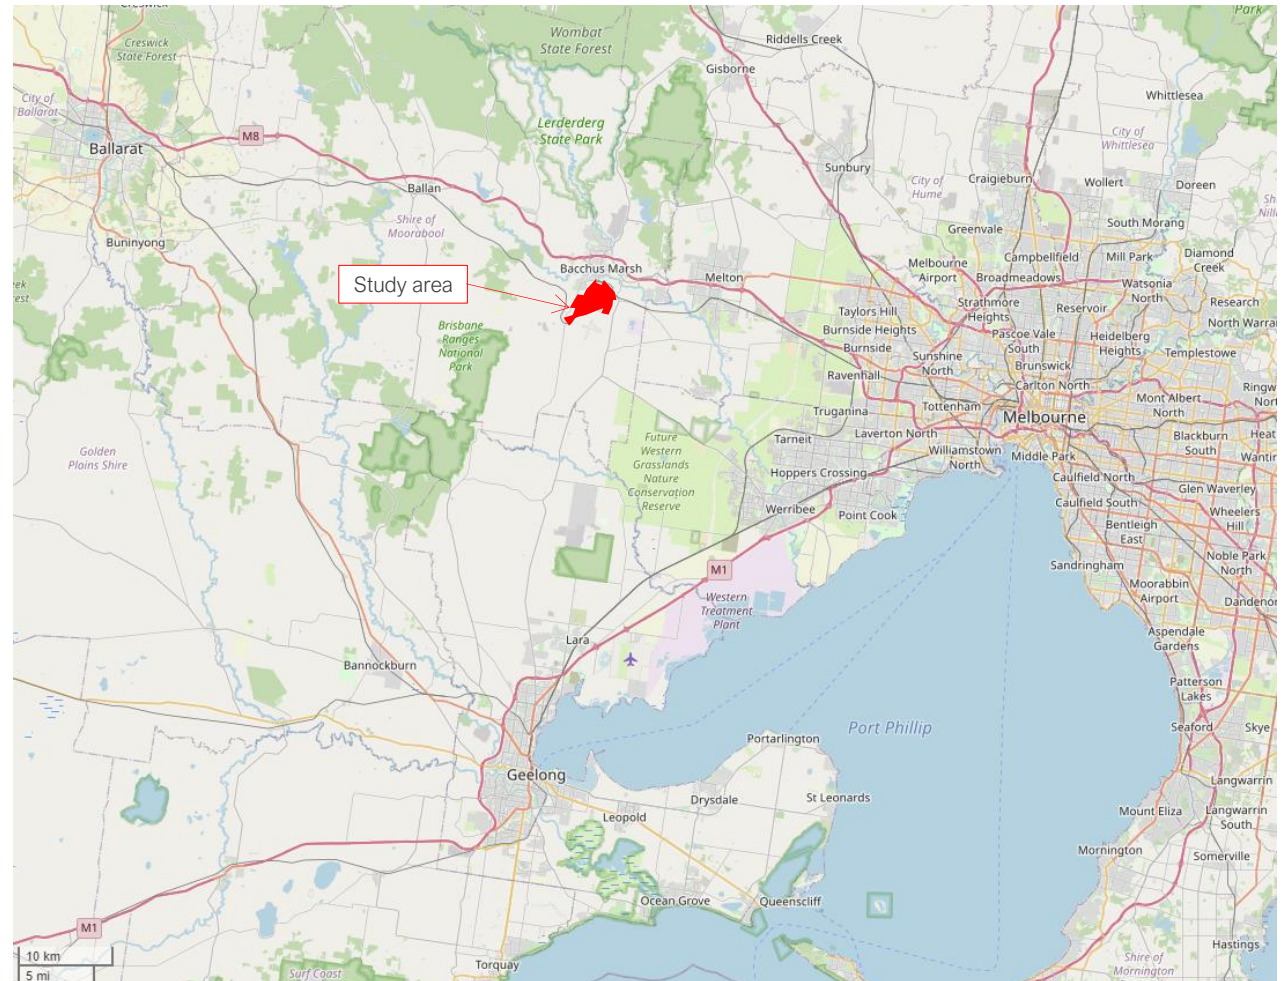 Creswick
Park
Wombat
State Forest
Riddells Creek
Creswick
State Forest
Gisborne
Whittlesea
City of
Ballarat
Lerderderg
State Park
City of
Whittlesea
M8
Ballarat
Sunbury
Craigieburn
Wollert
Doreen
City of
Hume
Ballan
Shire of
Moorabool
Greenvale
South Morang
Buninyong
Campbellfield
Mill Park
Diamond
Creek
Melbourne
Airport
Bacchus Marsh
Melton
Broadmeadows
Watsonia
North
Study area
Strathmore
Heights
Reservoir
Research
Taylors Hill
Burnside Heights
Burnside
Pascoe Vale
South
Heidelberg
Heights
North Warra
Brisbane
Ranges
National
Park
Sunshine
North
Brunswick
Templestowe
Ravenhall
Carlton North
Mont Albert
North
Truganina
Tottenham
Melbourne
Laverton North
Tarneit
Blackburn
South
Golden
Plains Shire
Future
Western
Grasslands
Nature
Conservation
Reserve
Williamstown
North
Middle Park
Hoppers Crossing
Caulfield North
Glen Waverley
Werribee
Point Cook
Caulfield South
Wheelers
Hill
Bentleigh
East
Noble Park
North
Sandringham
M1
Moorabbin
Airport
Western
Treatment
Plant
Dandenon
Lara
Aspendale
Gardens
Bannockburn
Patterson
Lakes
Port Phillip
Seaford
Skye
Portarlington
Geelong
Langwarrin
Drysdale
St Leonards
Mount Eliza
Langwarrin
South
Leopold
Mornington
Somerville
Ocean Grove
Queenscliff
M1
Hastings
10 km
5 mi
Surf Coast
Torquay
Shire of
Mornington